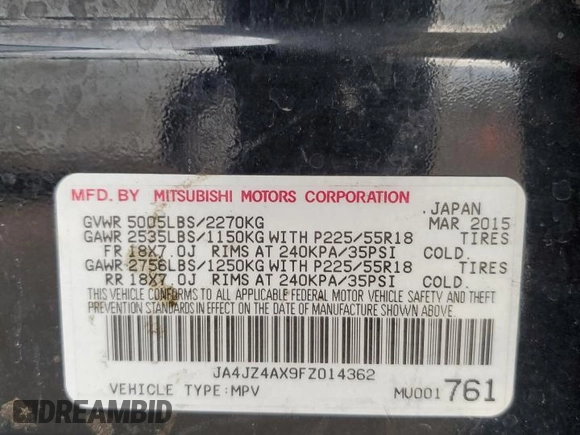 MFD. BY MITSUBISHI MOTORS CORPORATION
JAPAN
GVWR 5005LBS/2270KG MAR 2015
GAWR 2535LBS/1150KG WITH P225/55R18 TIRES
FR 18X7.0J RIMS AT 240KPA/35PSI COLD.
GAWR 2756LBS/1250KG WITH P225/55R18 TIRES
RR 18X7.0J RIMS AT 240KPA/35PSI COLD.
THIS VEHICLE CONFORMS TO ALL APPLICABLE FEDERAL MOTOR VEHICLE SAFETY AND THEFT
PREVENTION STANDARDS IN EFFECT ON THE DATE OF MANUFACTURE SHOWN ABOVE.
JA4JZ4AX9FZ014362
VEHICLE TYPE:MPV MU001761
DREAMBID